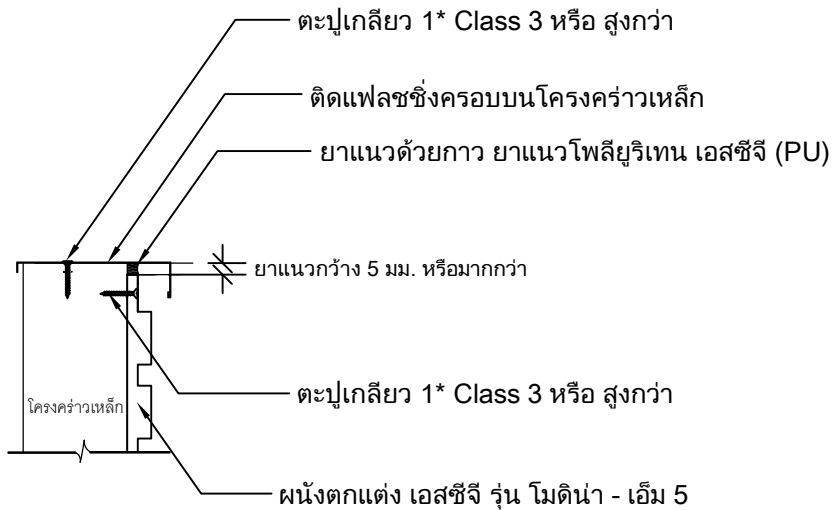 ตะปูเกลียว 1* Class 3 หรือ สูงกว่า
ติดแฟลชชิ่งครอบบนโครงคร่าวเหล็ก
ยาแนวด้วยกาว ยาแนวโพลียูริเทน เอสซีจี (PU)
ยาแนวกว้าง 5 มม. หรือมากกว่า
ตะปูเกลียว 1* Class 3 หรือ สูงกว่า
โครงคร่าวเหล็ก
ผนังตกแต่ง เอสซีจี รุ่น โมดิน่า - เอ็ม 5